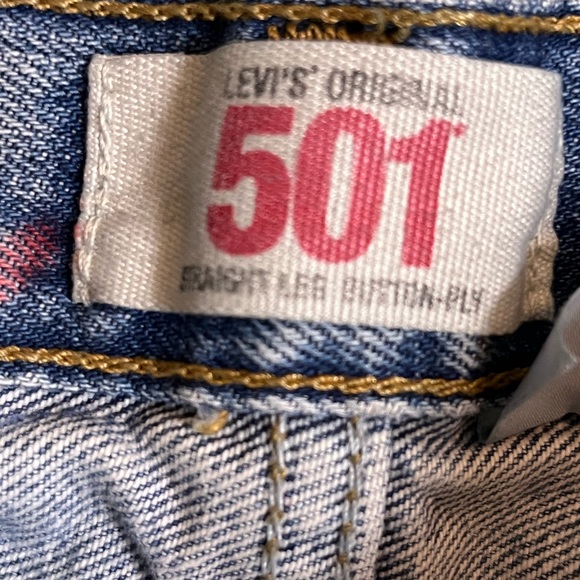 LEVI'S® ORIGINAL
501®
STRAIGHT LEG BUTTON-FLY